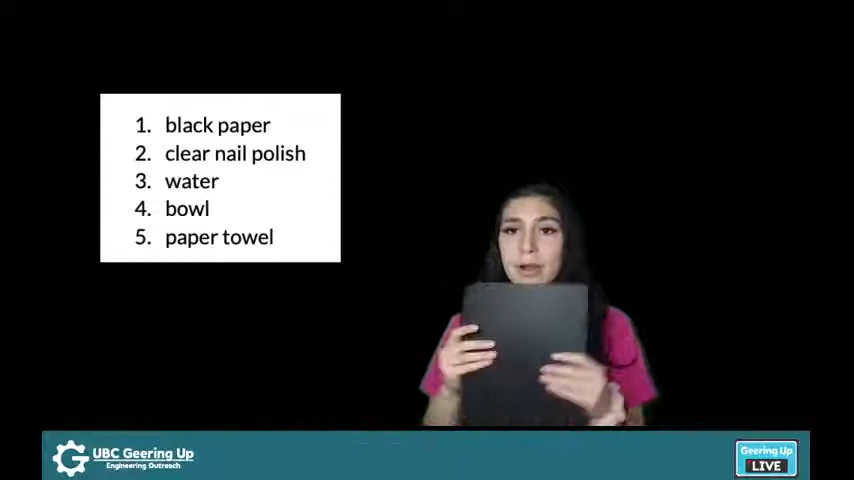 1. black paper
2. clear nail polish
3. water
4. bowl
5. paper towel
UBC Geering Up
Engineering Outreach
Geering Up
LIVE